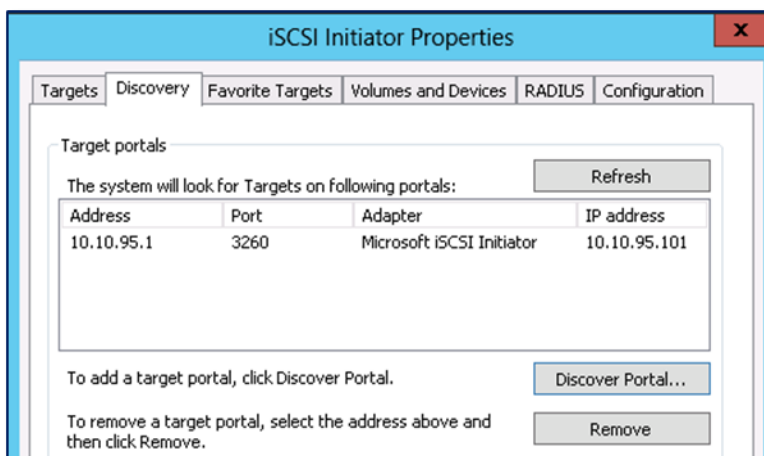 iSCSI Initiator Properties
x
Targets Discovery Favorite Targets Volumes and Devices RADIUS Configuration
Target portals
The system will look for Targets on following portals: Refresh
Address Port Adapter IP address
10.10.95.1 3260 Microsoft iSCSI Initiator 10.10.95.101
To add a target portal, click Discover Portal. Discover Portal...
To remove a target portal, select the address above and
then click Remove. Remove